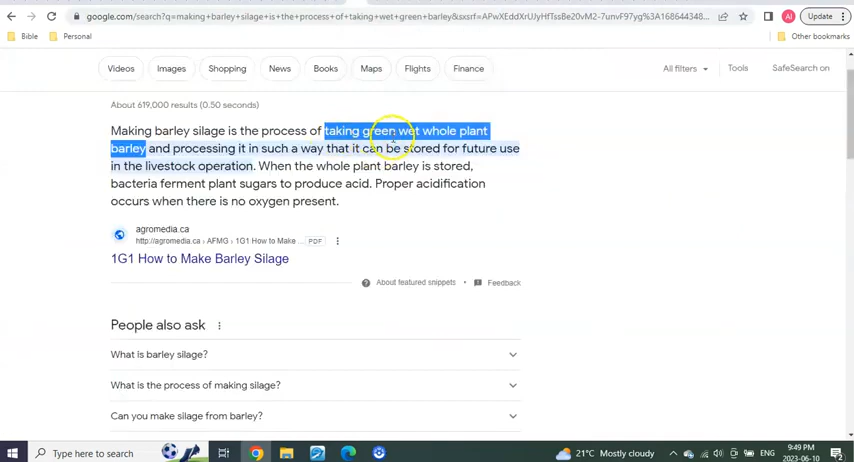 google.com/search?q=making+barley+silage+is+the+process+of+taking+wet+green+barley&sxsrf=APwXEddXrUJyHfTss8e20vM2-7unvF97yg%3A168644348...
Update
Bible
Personal
Other bookmarks
Videos
Images
Shopping
News
Books
Maps
Flights
Finance
All filters
Tools
SafeSearch on
About 619,000 results (0.50 seconds)
Making barley silage is the process of taking green wet whole plant
barley and processing it in such a way that it can be stored for future use
in the livestock operation. When the whole plant barley is stored,
bacteria ferment plant sugars to produce acid. Proper acidification
occurs when there is no oxygen present.
agromedia.ca
http://agromedia.ca › AFMG › 1G1 How to Make ... PDF
1G1 How to Make Barley Silage
About featured snippets • Feedback
People also ask
What is barley silage?
What is the process of making silage?
Can you make silage from barley?
Type here to search
21°C Mostly cloudy
ENG
9:49 PM
2023-06-10
2